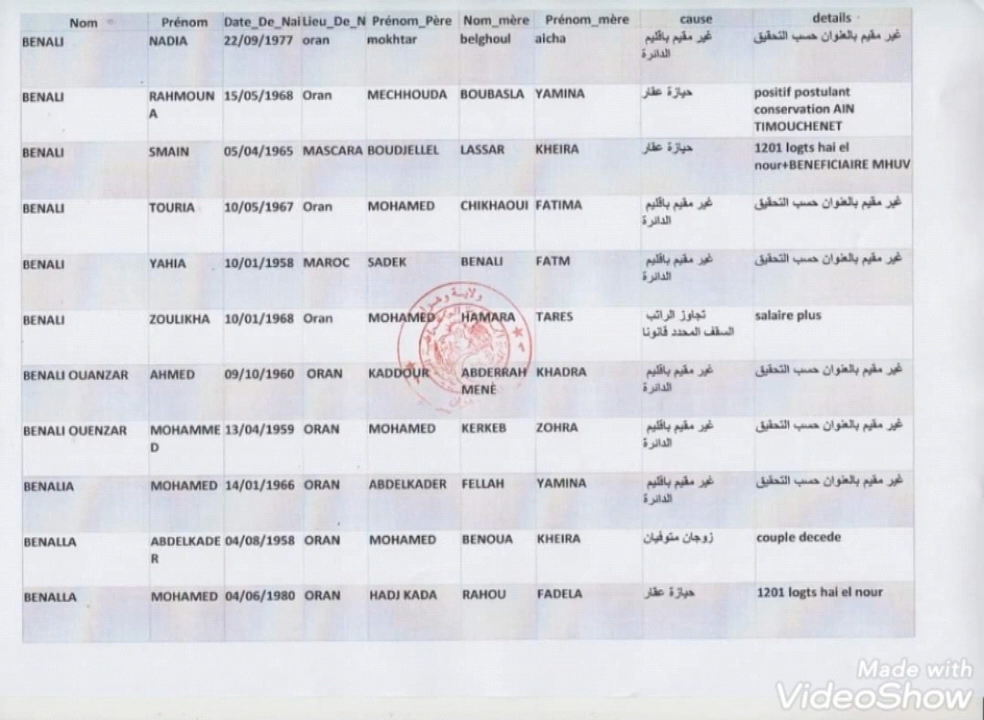 Nom Prénom Date_De_Nai Lieu_De_N Prénom_Père Nom_mère Prénom_mère cause details
BENALI NADIA 22/09/1977 oran mokhtar belghoul aicha غير مقيم باقليم غير مقيم بالعنوان حسب التحقيق
الدائرة
BENALI RAHMOUN 15/05/1968 Oran MECHHOUDA BOUBASLA YAMINA حيازة عقار positif postulant
A conservation AIN
TIMOUCHENET
BENALI SMAIN 05/04/1965 MASCARA BOUDJELLEL LASSAR KHEIRA حيازة عقار 1201 logts hai el
nour+BENEFICIAIRE MHUV
BENALI TOURIA 10/05/1967 Oran MOHAMED CHIKHAOUI FATIMA غير مقيم باقليم غير مقيم بالعنوان حسب التحقيق
الدائرة
BENALI YAHIA 10/01/1958 MAROC SADEK BENALI FATM غير مقيم باقليم غير مقيم بالعنوان حسب التحقيق
الدائرة
BENALI ZOULIKHA 10/01/1968 Oran MOHAMED HAMARA TARES تجاوز الراتب salaire plus
السقف المحدد قانونا
BENALI OUANZAR AHMED 09/10/1960 ORAN KADDOUR ABDERRAH KHADRA غير مقيم باقليم غير مقيم بالعنوان حسب التحقيق
MENE الدائرة
BENALI OUENZAR MOHAMME 13/04/1959 ORAN MOHAMED KERKEB ZOHRA غير مقيم باقليم غير مقيم بالعنوان حسب التحقيق
D الدائرة
BENALIA MOHAMED 14/01/1966 ORAN ABDELKADER FELLAH YAMINA غير مقيم باقليم غير مقيم بالعنوان حسب التحقيق
الدائرة
BENALLA ABDELKADE 04/08/1958 ORAN MOHAMED BENOUA KHEIRA زوجان متوفيان couple decede
R
BENALLA MOHAMED 04/06/1980 ORAN HADJ KADA RAHOU FADELA حيازة عقار 1201 logts hai el nour
Made with
VideoShow